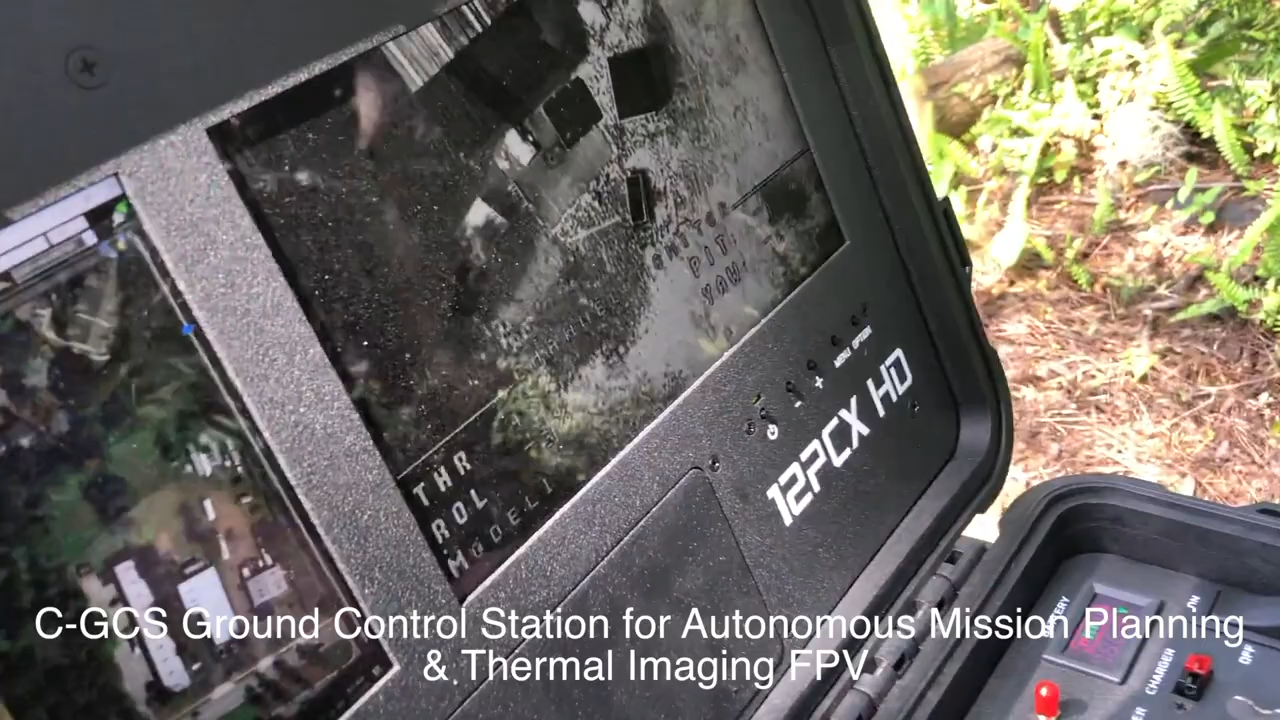 PIT
YAW
MENU OPTION
+
-
12PCX HD
THR
ROL
MODEL
BATTERY
CHARGER
ON
OFF
C-GCS Ground Control Station for Autonomous Mission Planning
& Thermal Imaging FPV